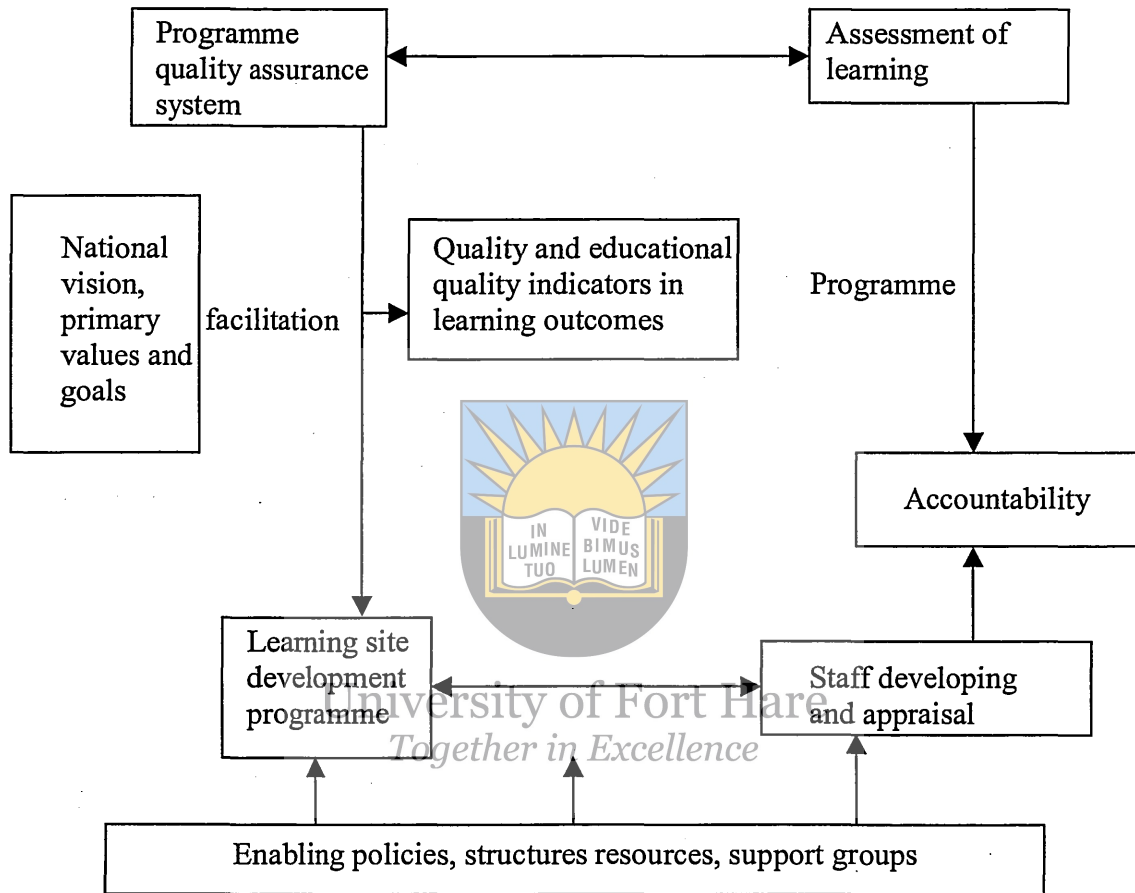 Programme
quality assurance
system
Assessment of
learning
National
vision,
primary
values and
goals
facilitation
Quality and educational
quality indicators in
learning outcomes
Programme
Accountability
IN
LUMINE
TUO
VIDE
BIMUS
LUMEN
Learning site
development
programme
Staff developing
and appraisal
University of Fort Hare
Together in Excellence
Enabling policies, structures resources, support groups